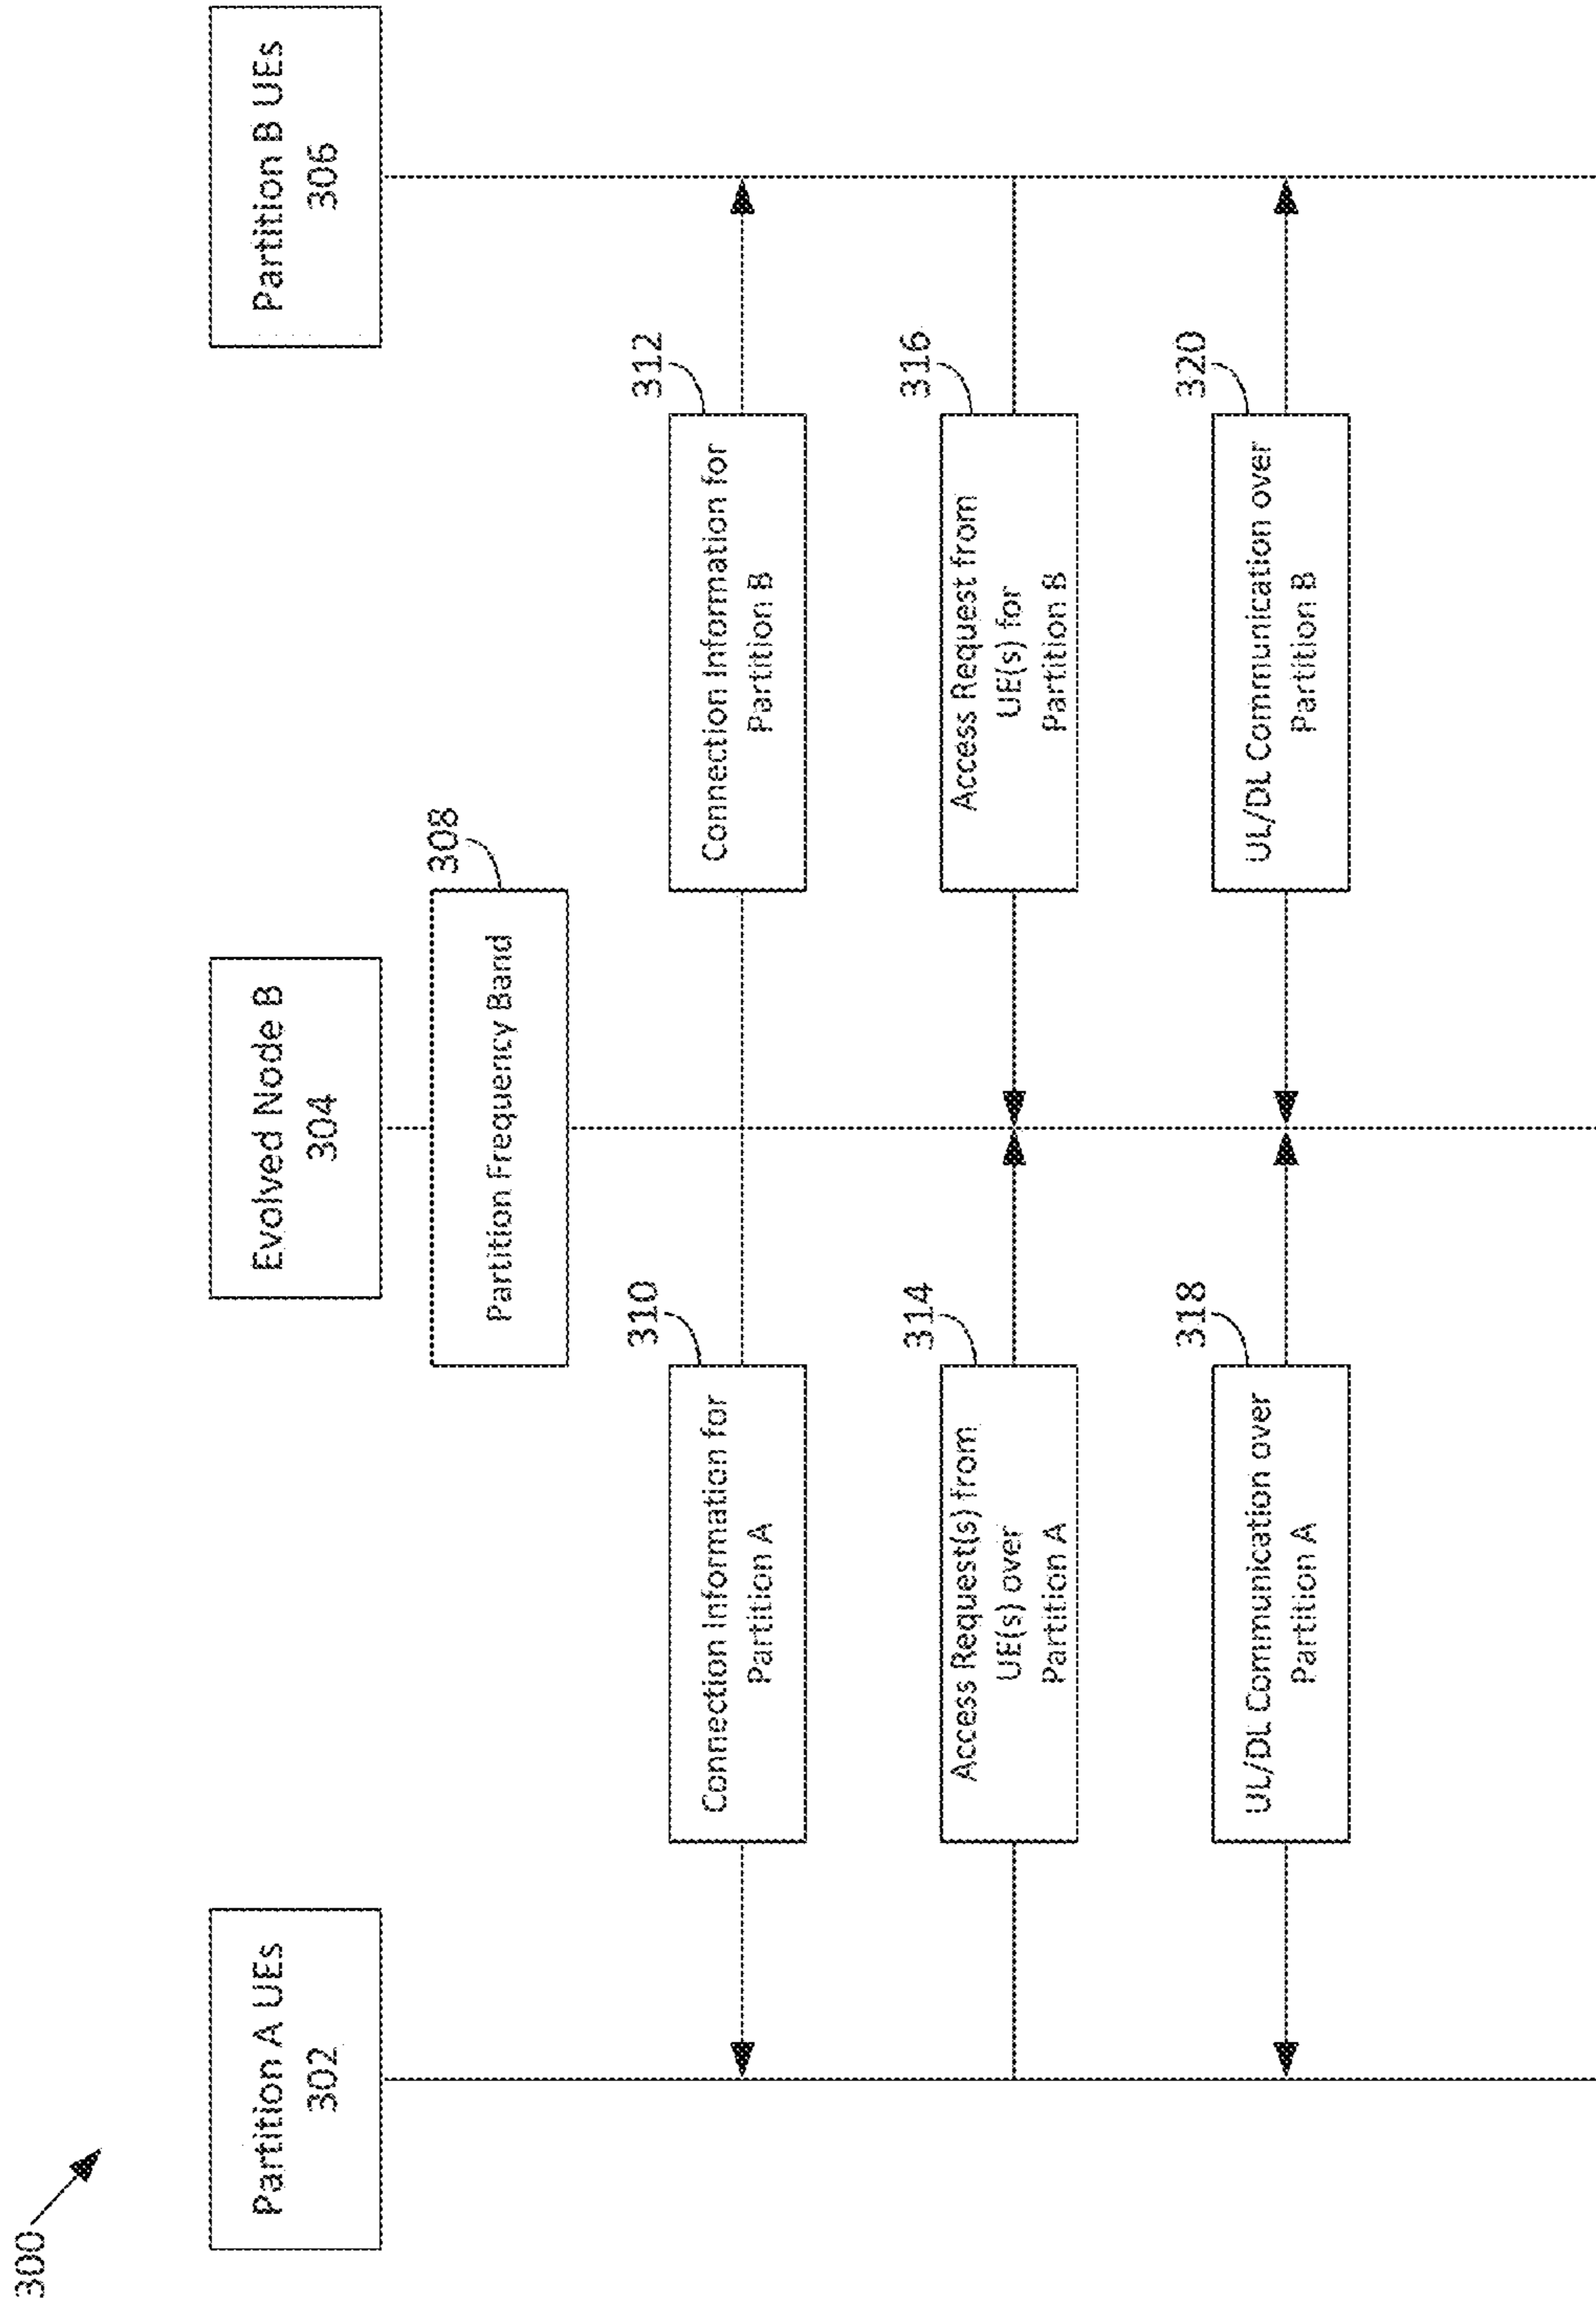 300
Partition A UEs
302
Evolved Node B
304
Partition B UEs
306
308
Partition Frequency Band
310
Connection Information for
Partition A
312
Connection Information for
Partition B
314
Access Request(s) from
UE(s) over
Partition A
316
Access Request from
UE(s) for
Partition B
318
UL/DL Communication over
Partition A
320
UL/DL Communication over
Partition B